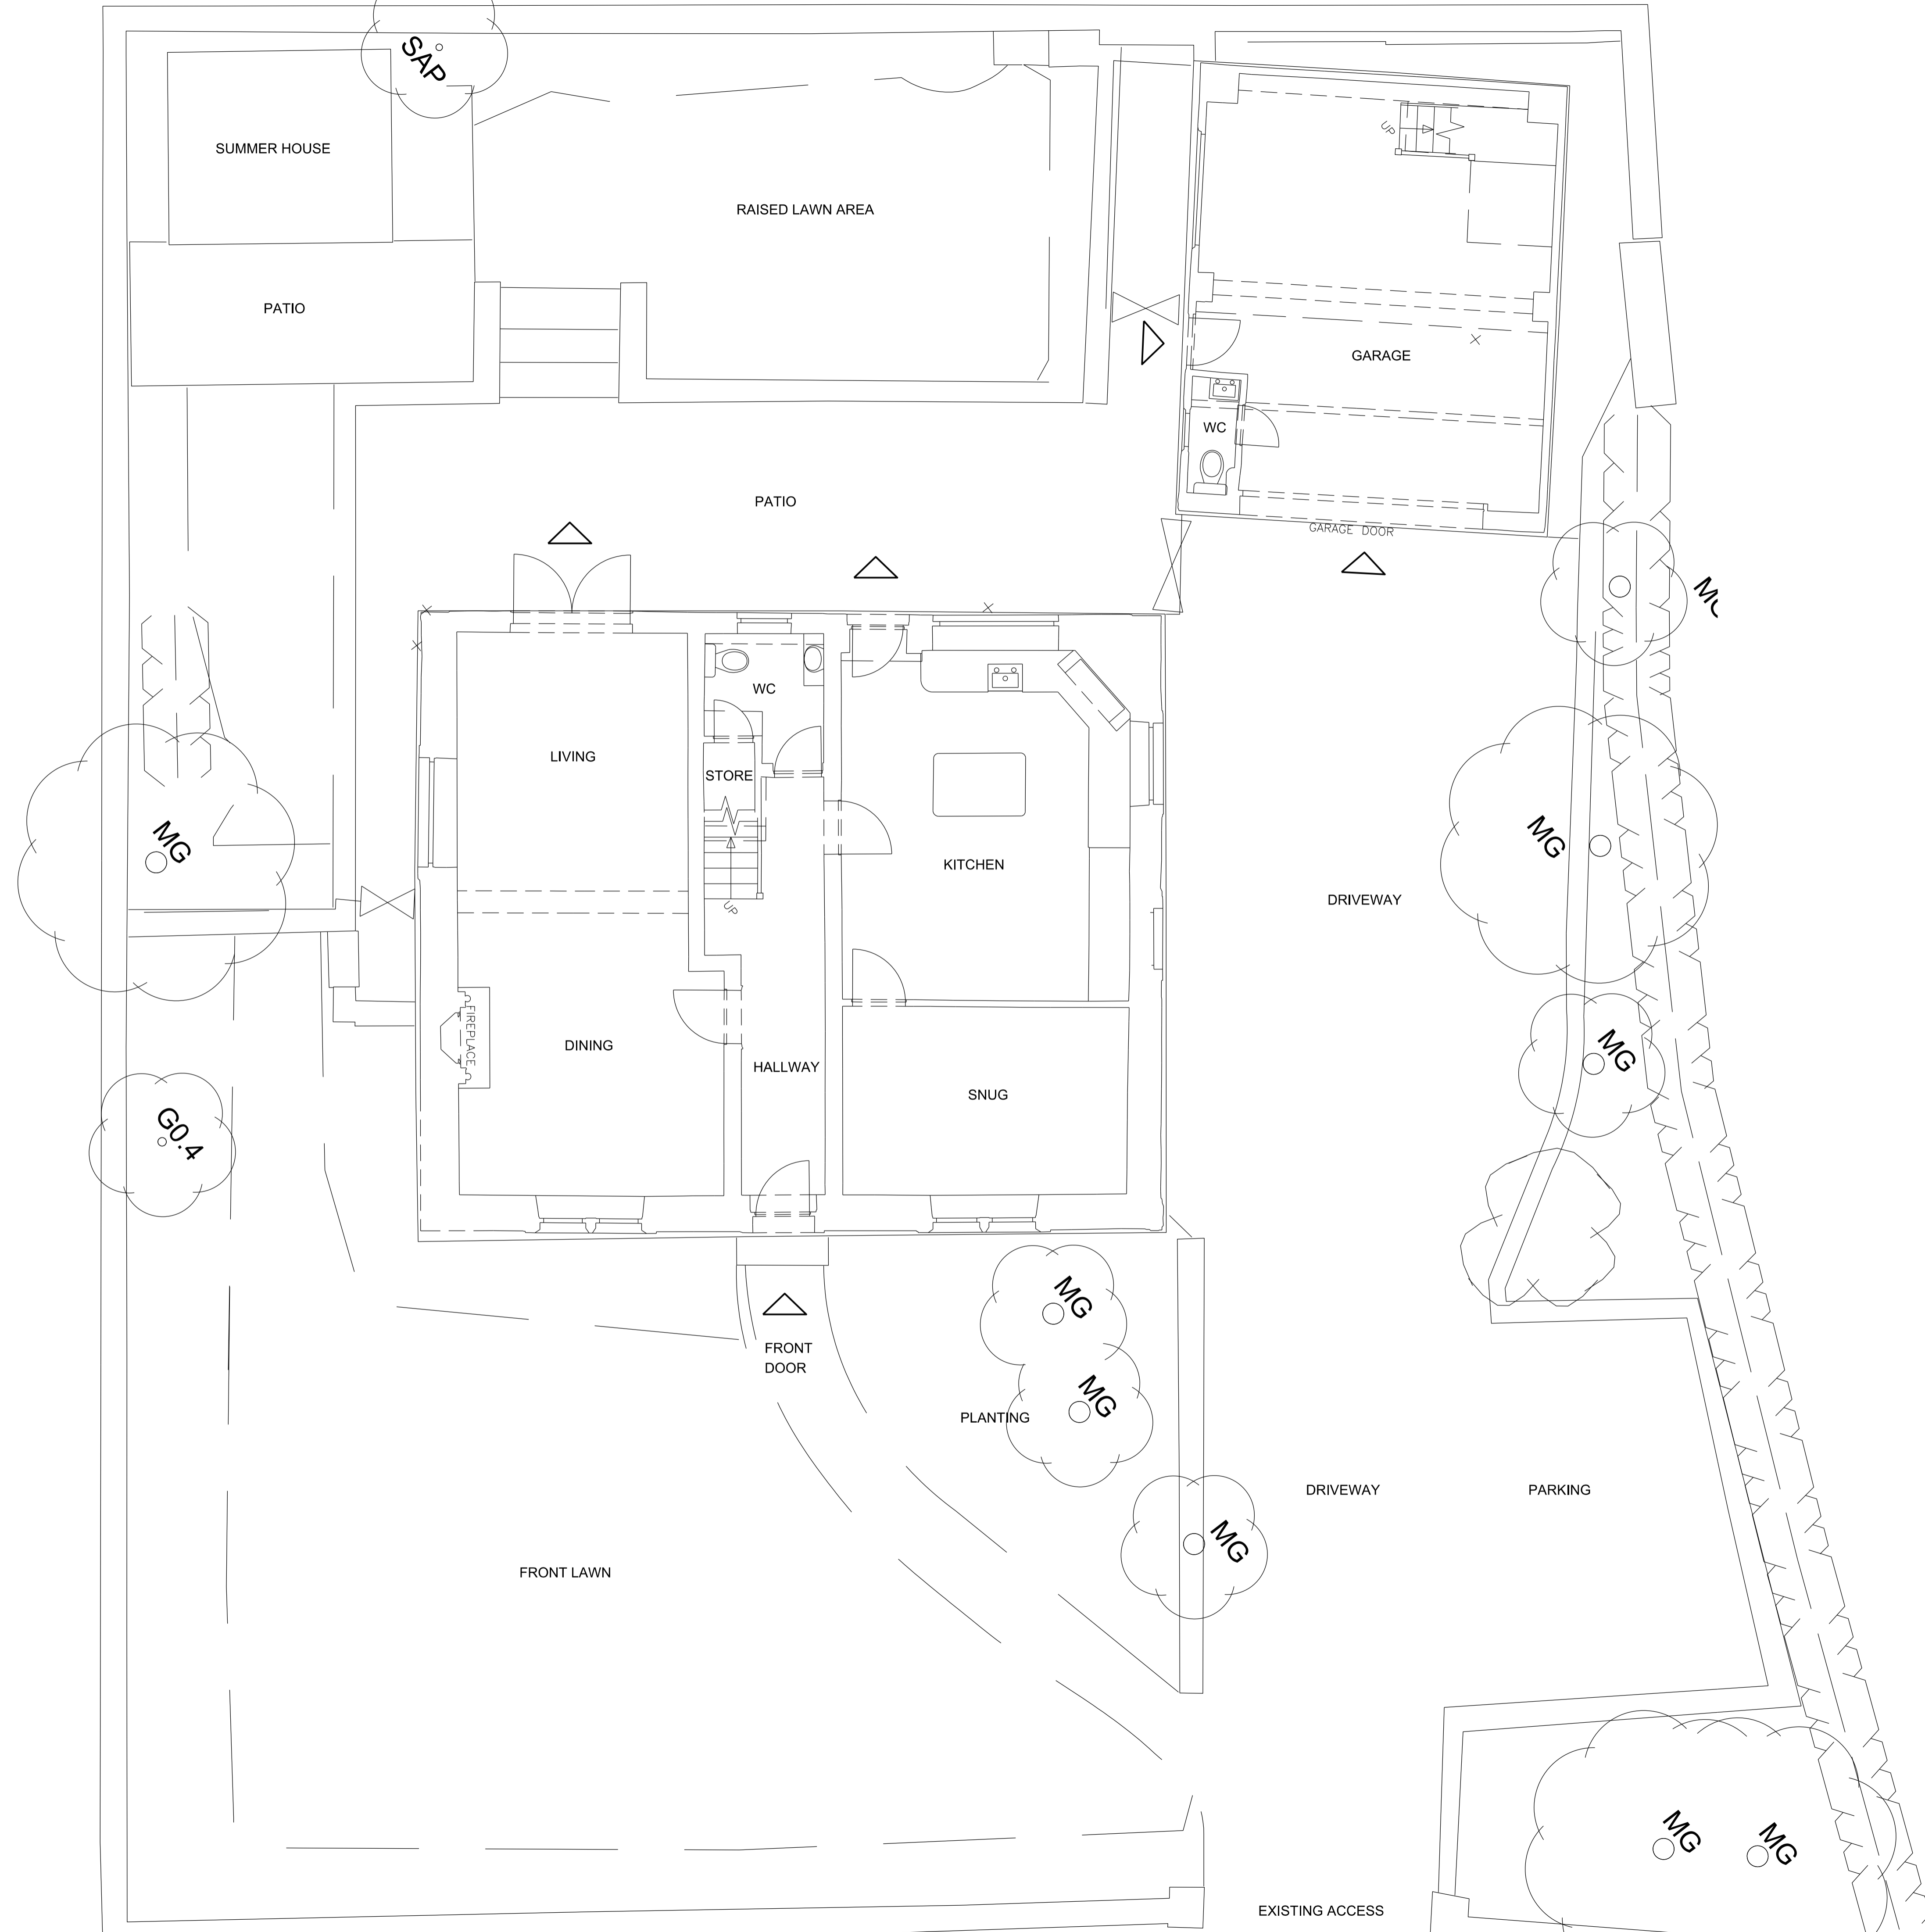 SAP
SUMMER HOUSE
UP
RAISED LAWN AREA
PATIO
GARAGE
WC
PATIO
GARAGE DOOR
WC
LIVING
STORE
MG
MG
KITCHEN
DRIVEWAY
UP
FIREPLACE
DINING
MG
HALLWAY
SNUG
G0.4
MG
FRONT
DOOR
MG
PLANTING
DRIVEWAY
PARKING
MG
FRONT LAWN
MG
MG
EXISTING ACCESS